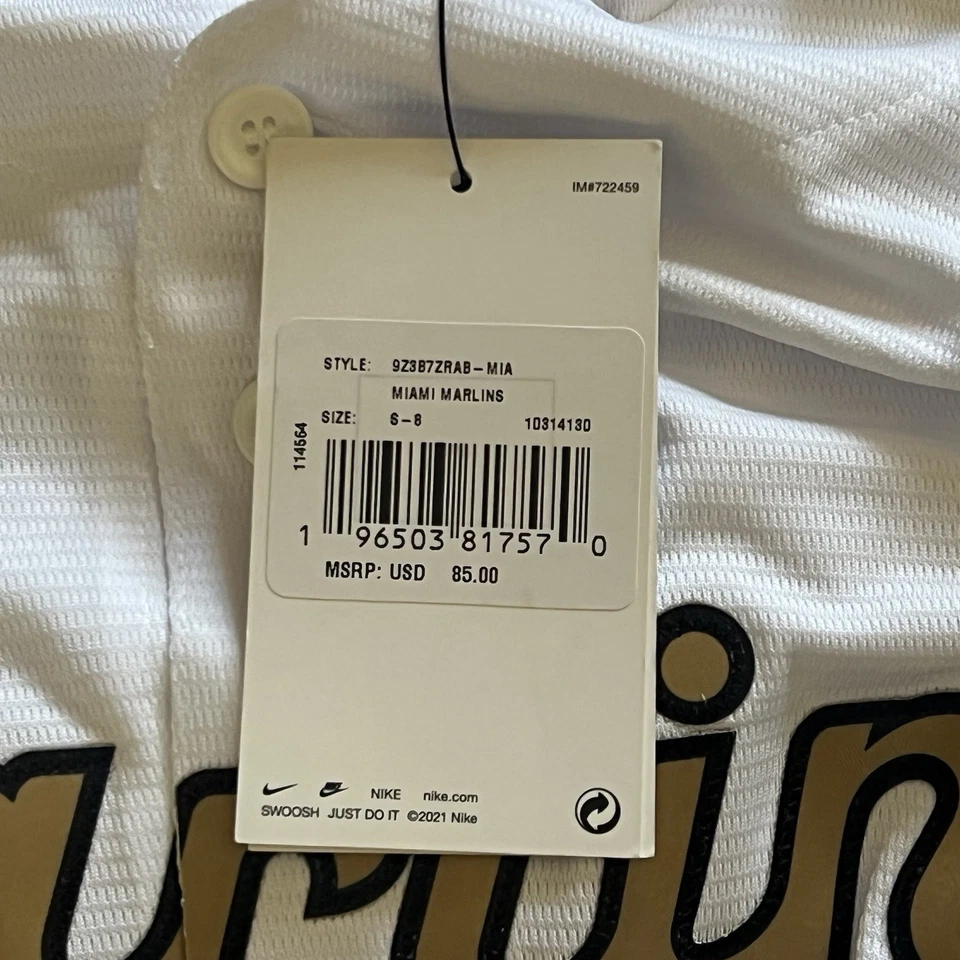 IM#722459
STYLE: 9Z3B7ZRAB-MIA
MIAMI MARLINS
SIZE: S-8 10314130
114564
1 96503 81757 0
MSRP: USD 85.00
NIKE nike.com
SWOOSH JUST DO IT ©2021 Nike